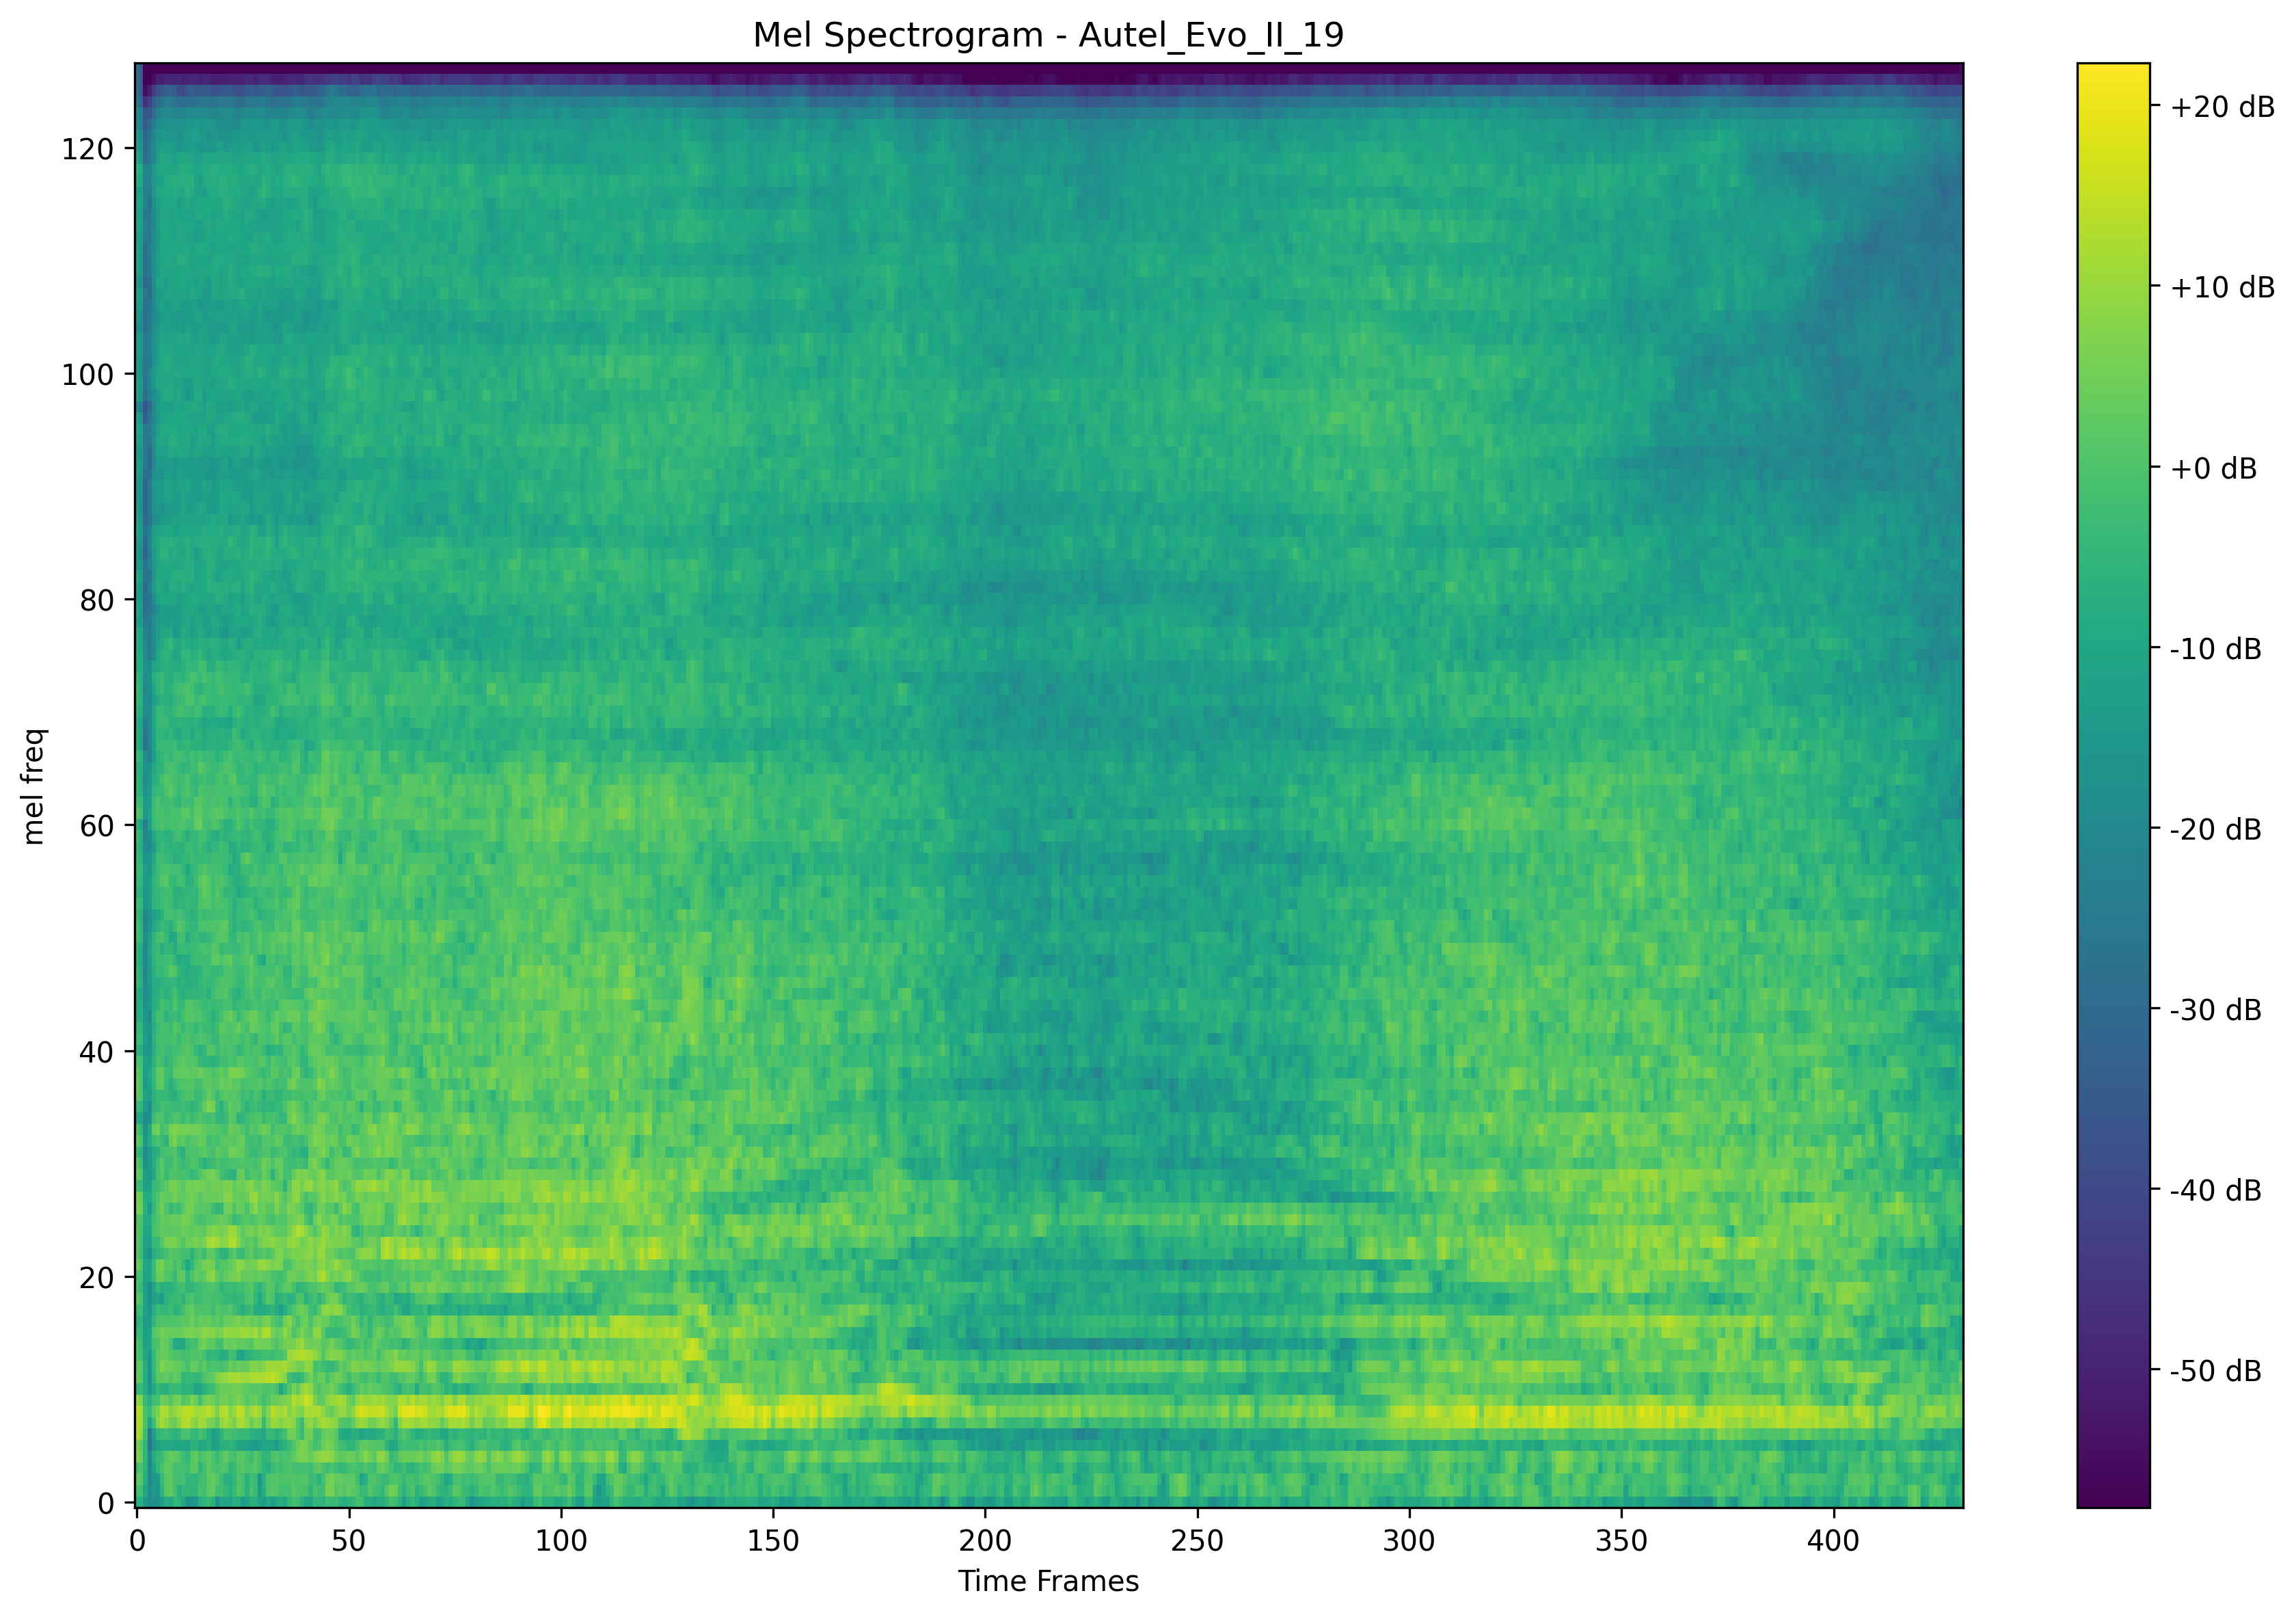 Mel Spectrogram - Autel_Evo_II_19
mel freq
120
100
80
60
40
20
0
0 50 100 150 200 250 300 350 400
Time Frames
+20 dB
+10 dB
+0 dB
-10 dB
-20 dB
-30 dB
-40 dB
-50 dB